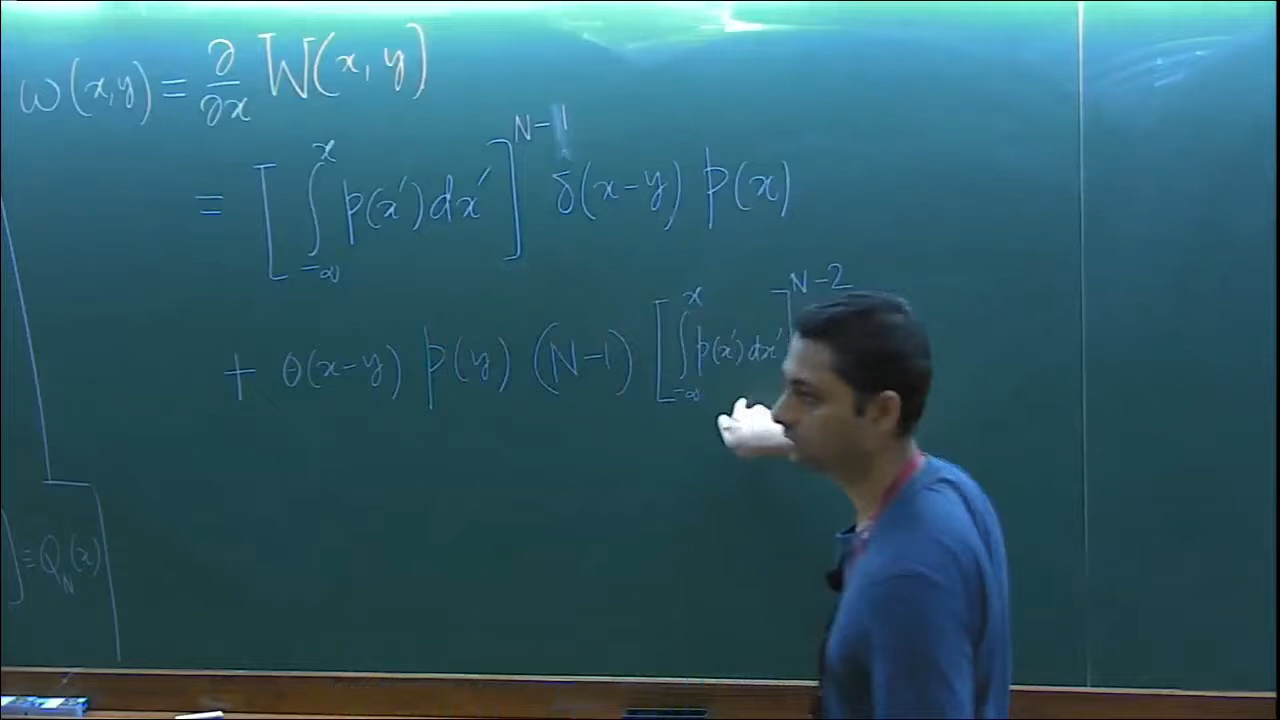 ω(x,y) = ∂/∂x W(x,y)
= [ ∫_{-∞}^{x} p(x')dx' ]^{N-1} δ(x-y) p(x)
+ θ(x-y) p(y) (N-1) [ ∫_{-∞}^{x} p(x')dx' ]^{N-2}
] ≡ Q_N(x)